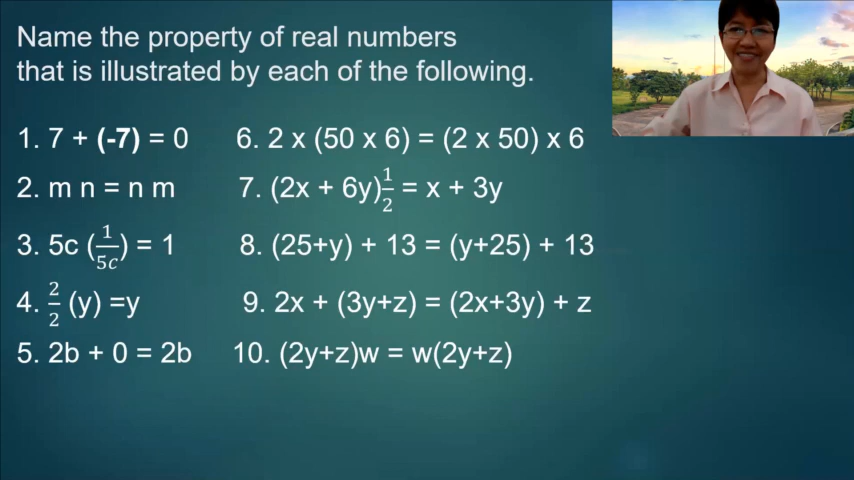 Name the property of real numbers
that is illustrated by each of the following.
1. 7 + (-7) = 0 6. 2 x (50 x 6) = (2 x 50) x 6
2. m n = n m 7. (2x + 6y)1/2 = x + 3y
3. 5c (1/5c) = 1 8. (25+y) + 13 = (y+25) + 13
4. 2/2 (y) =y 9. 2x + (3y+z) = (2x+3y) + z
5. 2b + 0 = 2b 10. (2y+z)w = w(2y+z)